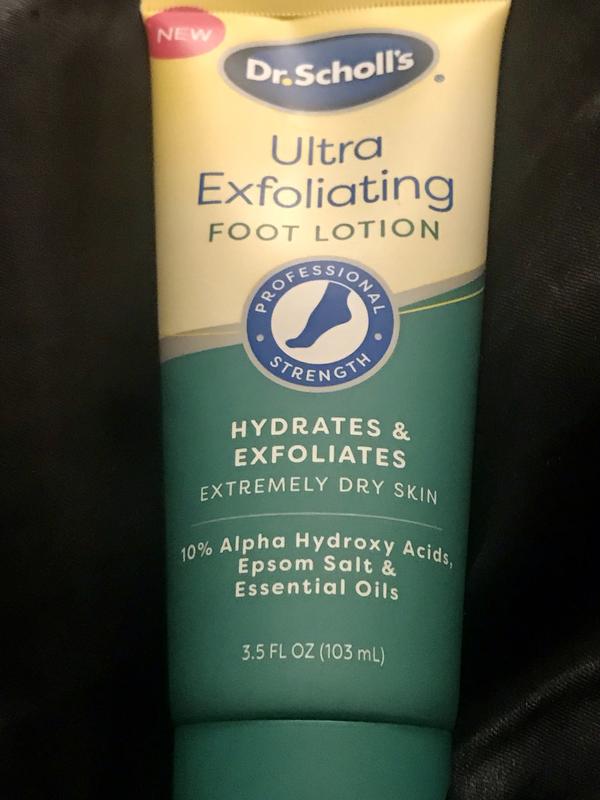 NEW
Dr.Scholl's®
Ultra
Exfoliating
FOOT LOTION
PROFESSIONAL
STRENGTH
HYDRATES &
EXFOLIATES
EXTREMELY DRY SKIN
10% Alpha Hydroxy Acids,
Epsom Salt &
Essential Oils
3.5 FL OZ (103 mL)